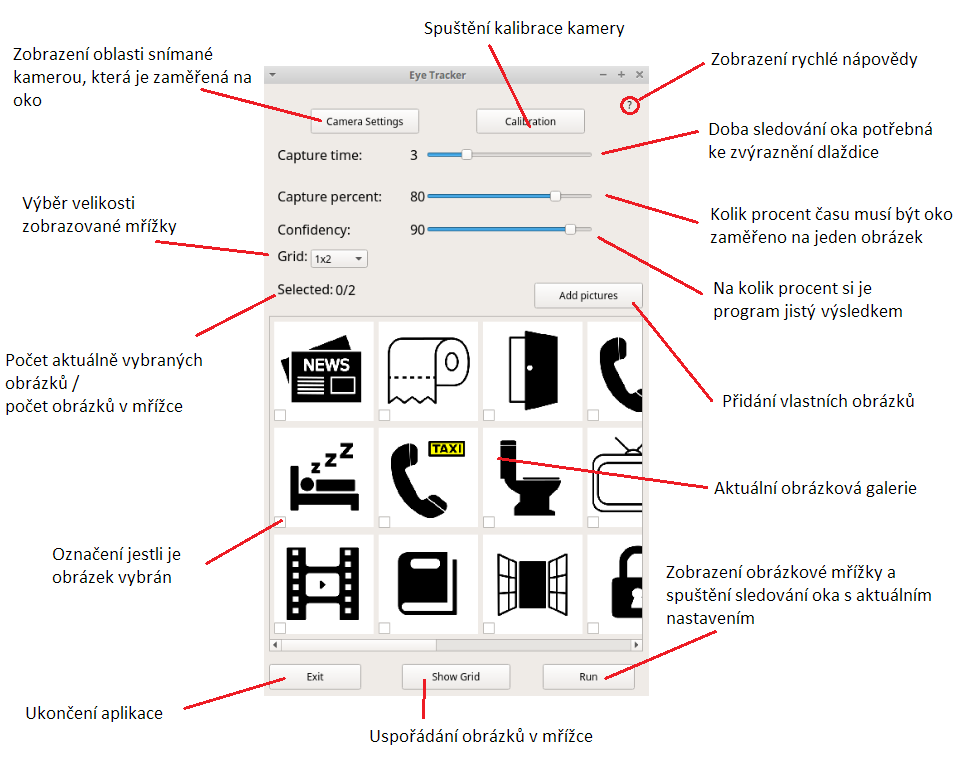 Spuštění kalibrace kamery
Zobrazení oblasti snímané
kamerou, která je zaměřená na
oko
Zobrazení rychlé nápovědy
Eye Tracker
?
Camera Settings
Calibration
Doba sledování oka potřebná
ke zvýraznění dlaždice
Capture time: 3
Capture percent: 80
Výběr velikosti
zobrazované mřížky
Kolik procent času musí být oko
zaměřeno na jeden obrázek
Confidency: 90
Grid: 1x2
Selected: 0/2
Add pictures
Na kolik procent si je
program jistý výsledkem
NEWS
Počet aktuálně vybraných
obrázků /
počet obrázků v mřížce
Přidání vlastních obrázků
z z z z
TAXI
Aktuální obrázková galerie
Označení jestli je
obrázek vybrán
Zobrazení obrázkové mřížky a
spuštění sledování oka s aktuálním
nastavením
Exit
Show Grid
Run
Ukončení aplikace
Uspořádání obrázků v mřížce